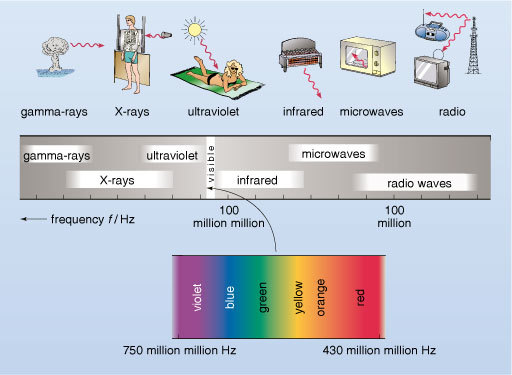 gamma-rays X-rays ultraviolet infrared microwaves radio
gamma-rays ultraviolet visible microwaves
X-rays infrared radio waves
frequency f / Hz
100
million million
100
million
violet blue green yellow orange red
750 million million Hz 430 million million Hz